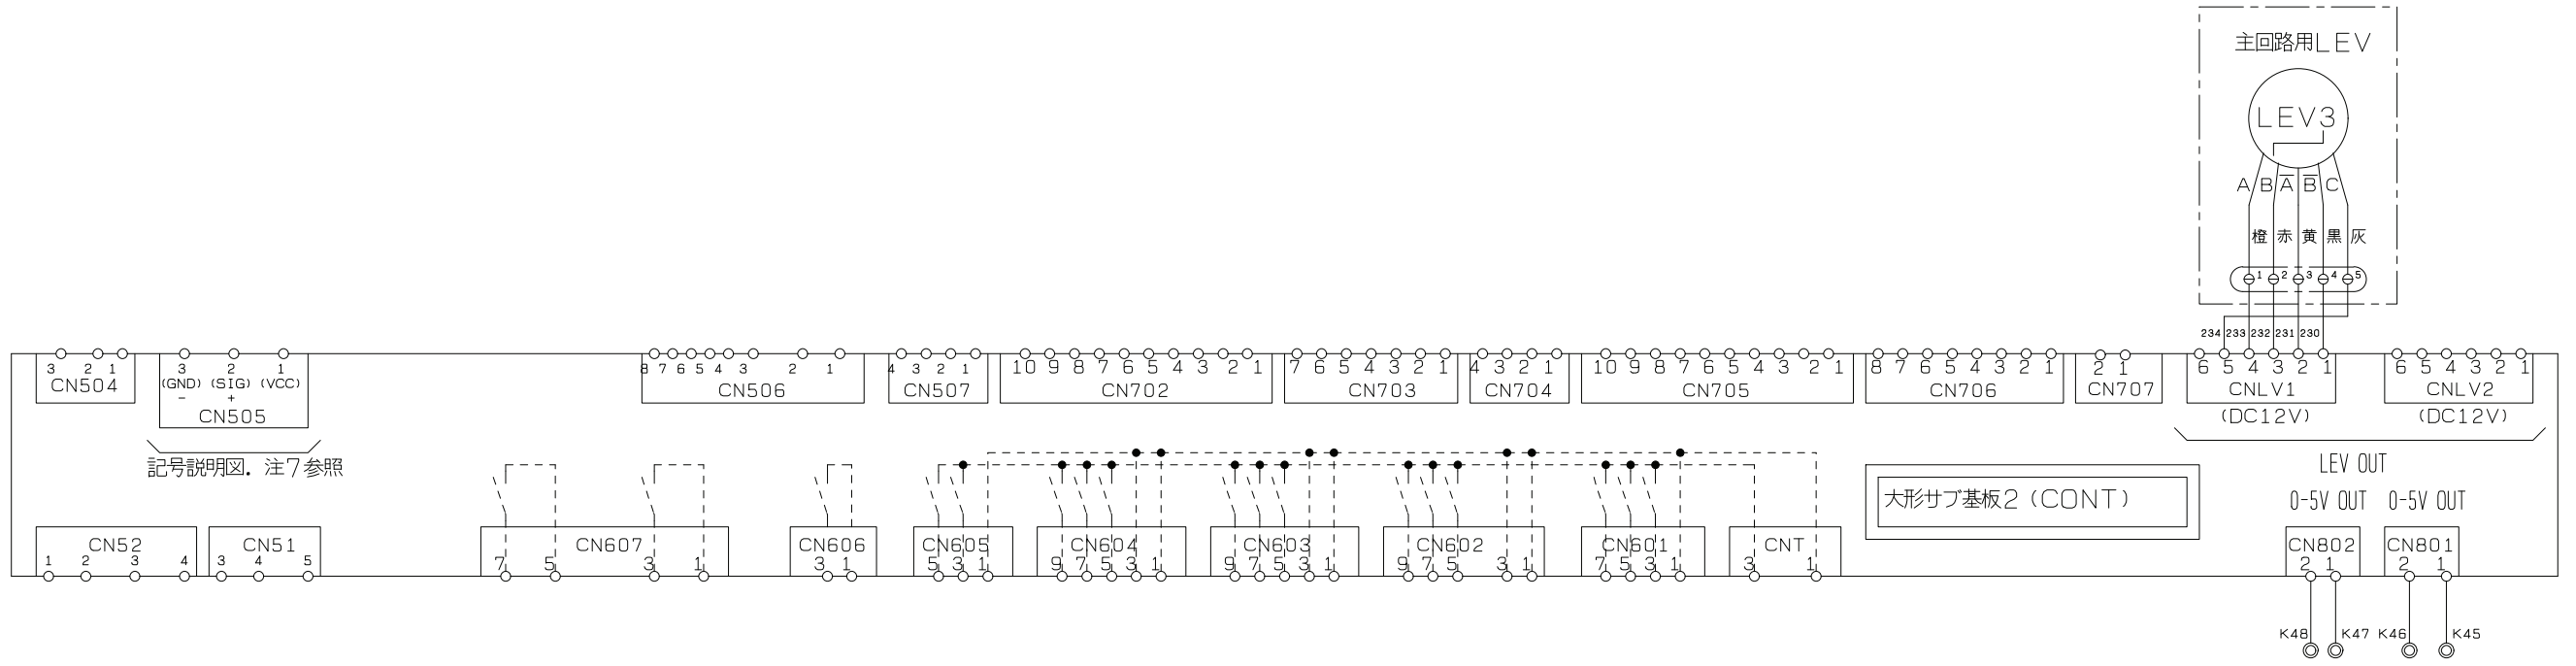 主回路用LEV
LEV3
A B A B C
橙 赤 黄 黒 灰
1 2 3 4 5
234 233 232 231 230
3 2 1
CN504
3 2 1
(GND) (SIG) (VCC)
- +
CN505
8 7 6 5 4 3 2 1
CN506
4 3 2 1
CN507
10 9 8 7 6 5 4 3 2 1
CN702
7 6 5 4 3 2 1
CN703
4 3 2 1
CN704
10 9 8 7 6 5 4 3 2 1
CN705
8 7 6 5 4 3 2 1
CN706
2 1
CN707
6 5 4 3 2 1
CNLV1
(DC12V)
6 5 4 3 2 1
CNLV2
(DC12V)
記号説明図．注7参照
LEV OUT
大形サブ基板2(CONT)
0-5V OUT 0-5V OUT
CN52
1 2 3 4
CN51
3 4 5
CN607
7 5 3 1
CN606
3 1
CN605
5 3 1
CN604
9 7 5 3 1
CN603
9 7 5 3 1
CN602
9 7 5 3 1
CN601
7 5 3 1
CNT
3 1
CN802
2 1
CN801
2 1
K48 K47 K46 K45